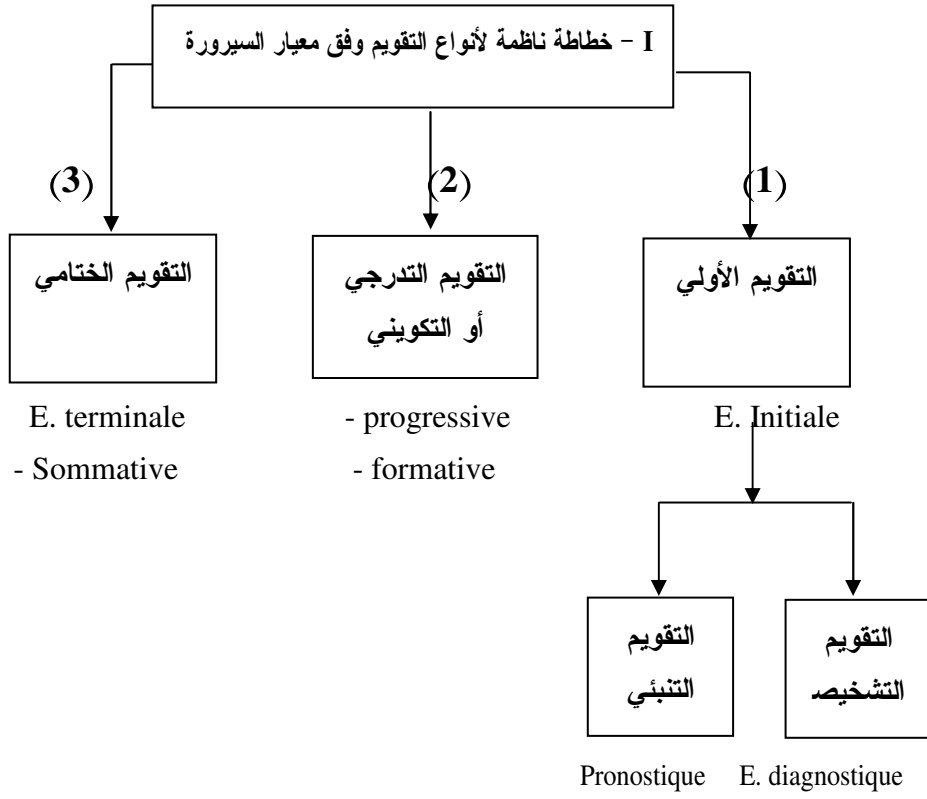 I - خطاطة ناظمة لأنواع التقويم وفق معيار السيرورة
(1)
(2)
(3)
التقويم الأولي
التقويم التدرجي
أو التكويني
التقويم الختامي
E. Initiale
- progressive
- formative
E. terminale
- Sommative
التقويم
التشخيصـ
التقويم
التنبئي
E. diagnostique
Pronostique